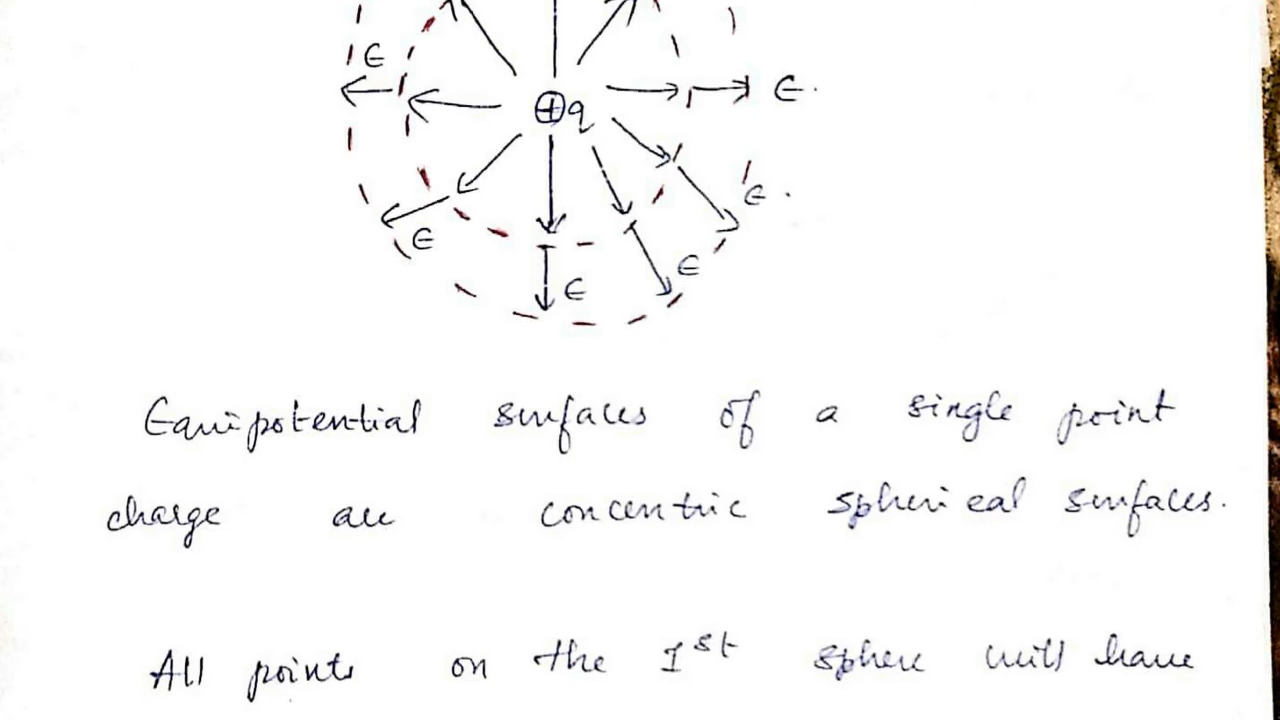 E
E.
⊕q
E.
E
E
E
Equipotential surfaces of a single point
charge are concentric spherical surfaces.
All points on the 1st sphere will have